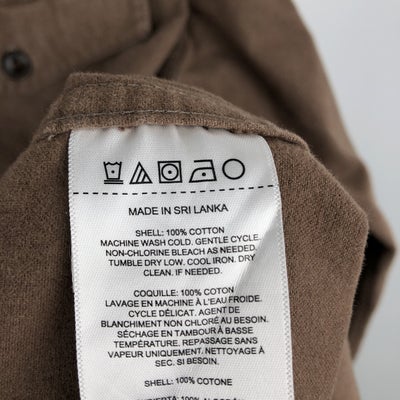 MADE IN SRI LANKA
SHELL: 100% COTTON
MACHINE WASH COLD. GENTLE CYCLE.
NON-CHLORINE BLEACH AS NEEDED.
TUMBLE DRY LOW. COOL IRON. DRY
CLEAN. IF NEEDED.
COQUILLE: 100% COTON
LAVAGE EN MACHINE À L'EAU FROIDE.
CYCLE DÉLICAT. AGENT DE
BLANCHIMENT NON CHLORÉ AU BESOIN.
SÉCHAGE EN TAMBOUR À BASSE
TEMPÉRATURE. REPASSAGE SANS
VAPEUR UNIQUEMENT. NETTOYAGE À
SEC, SI BESOIN.
SHELL: 100% COTONE